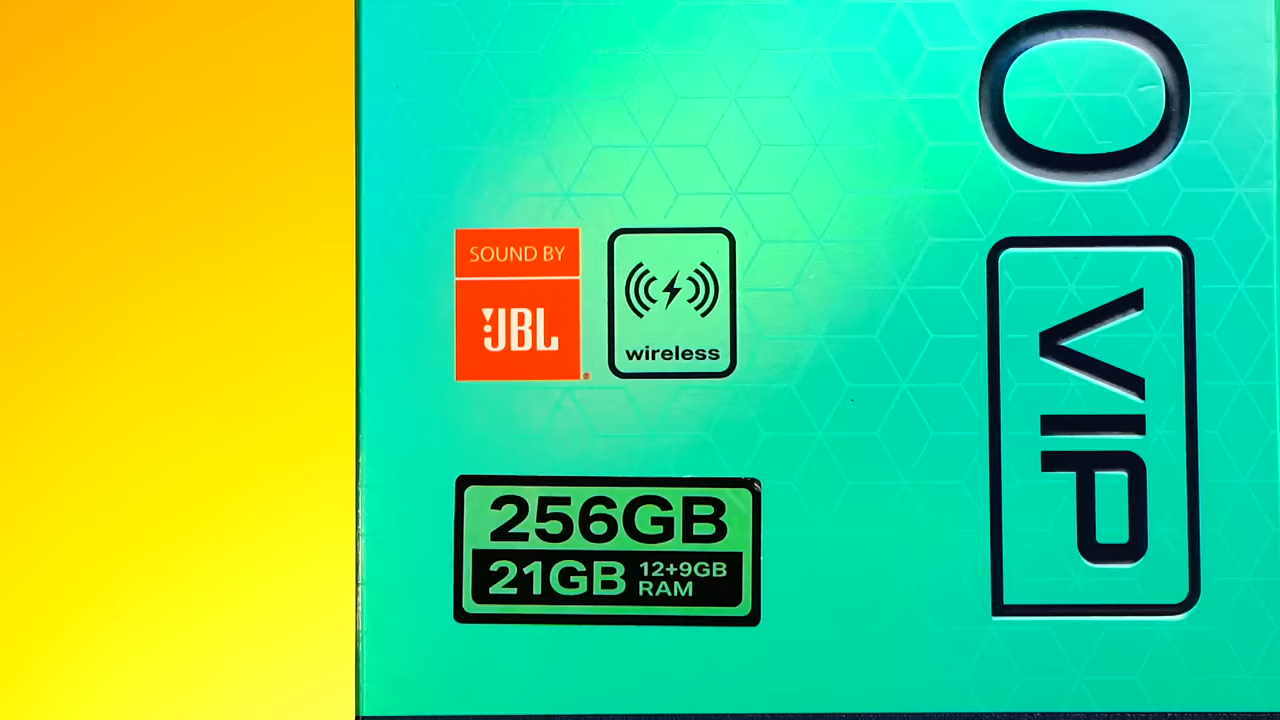 O VIP
SOUND BY
JBL
wireless
256GB
21GB 12+9GB
RAM